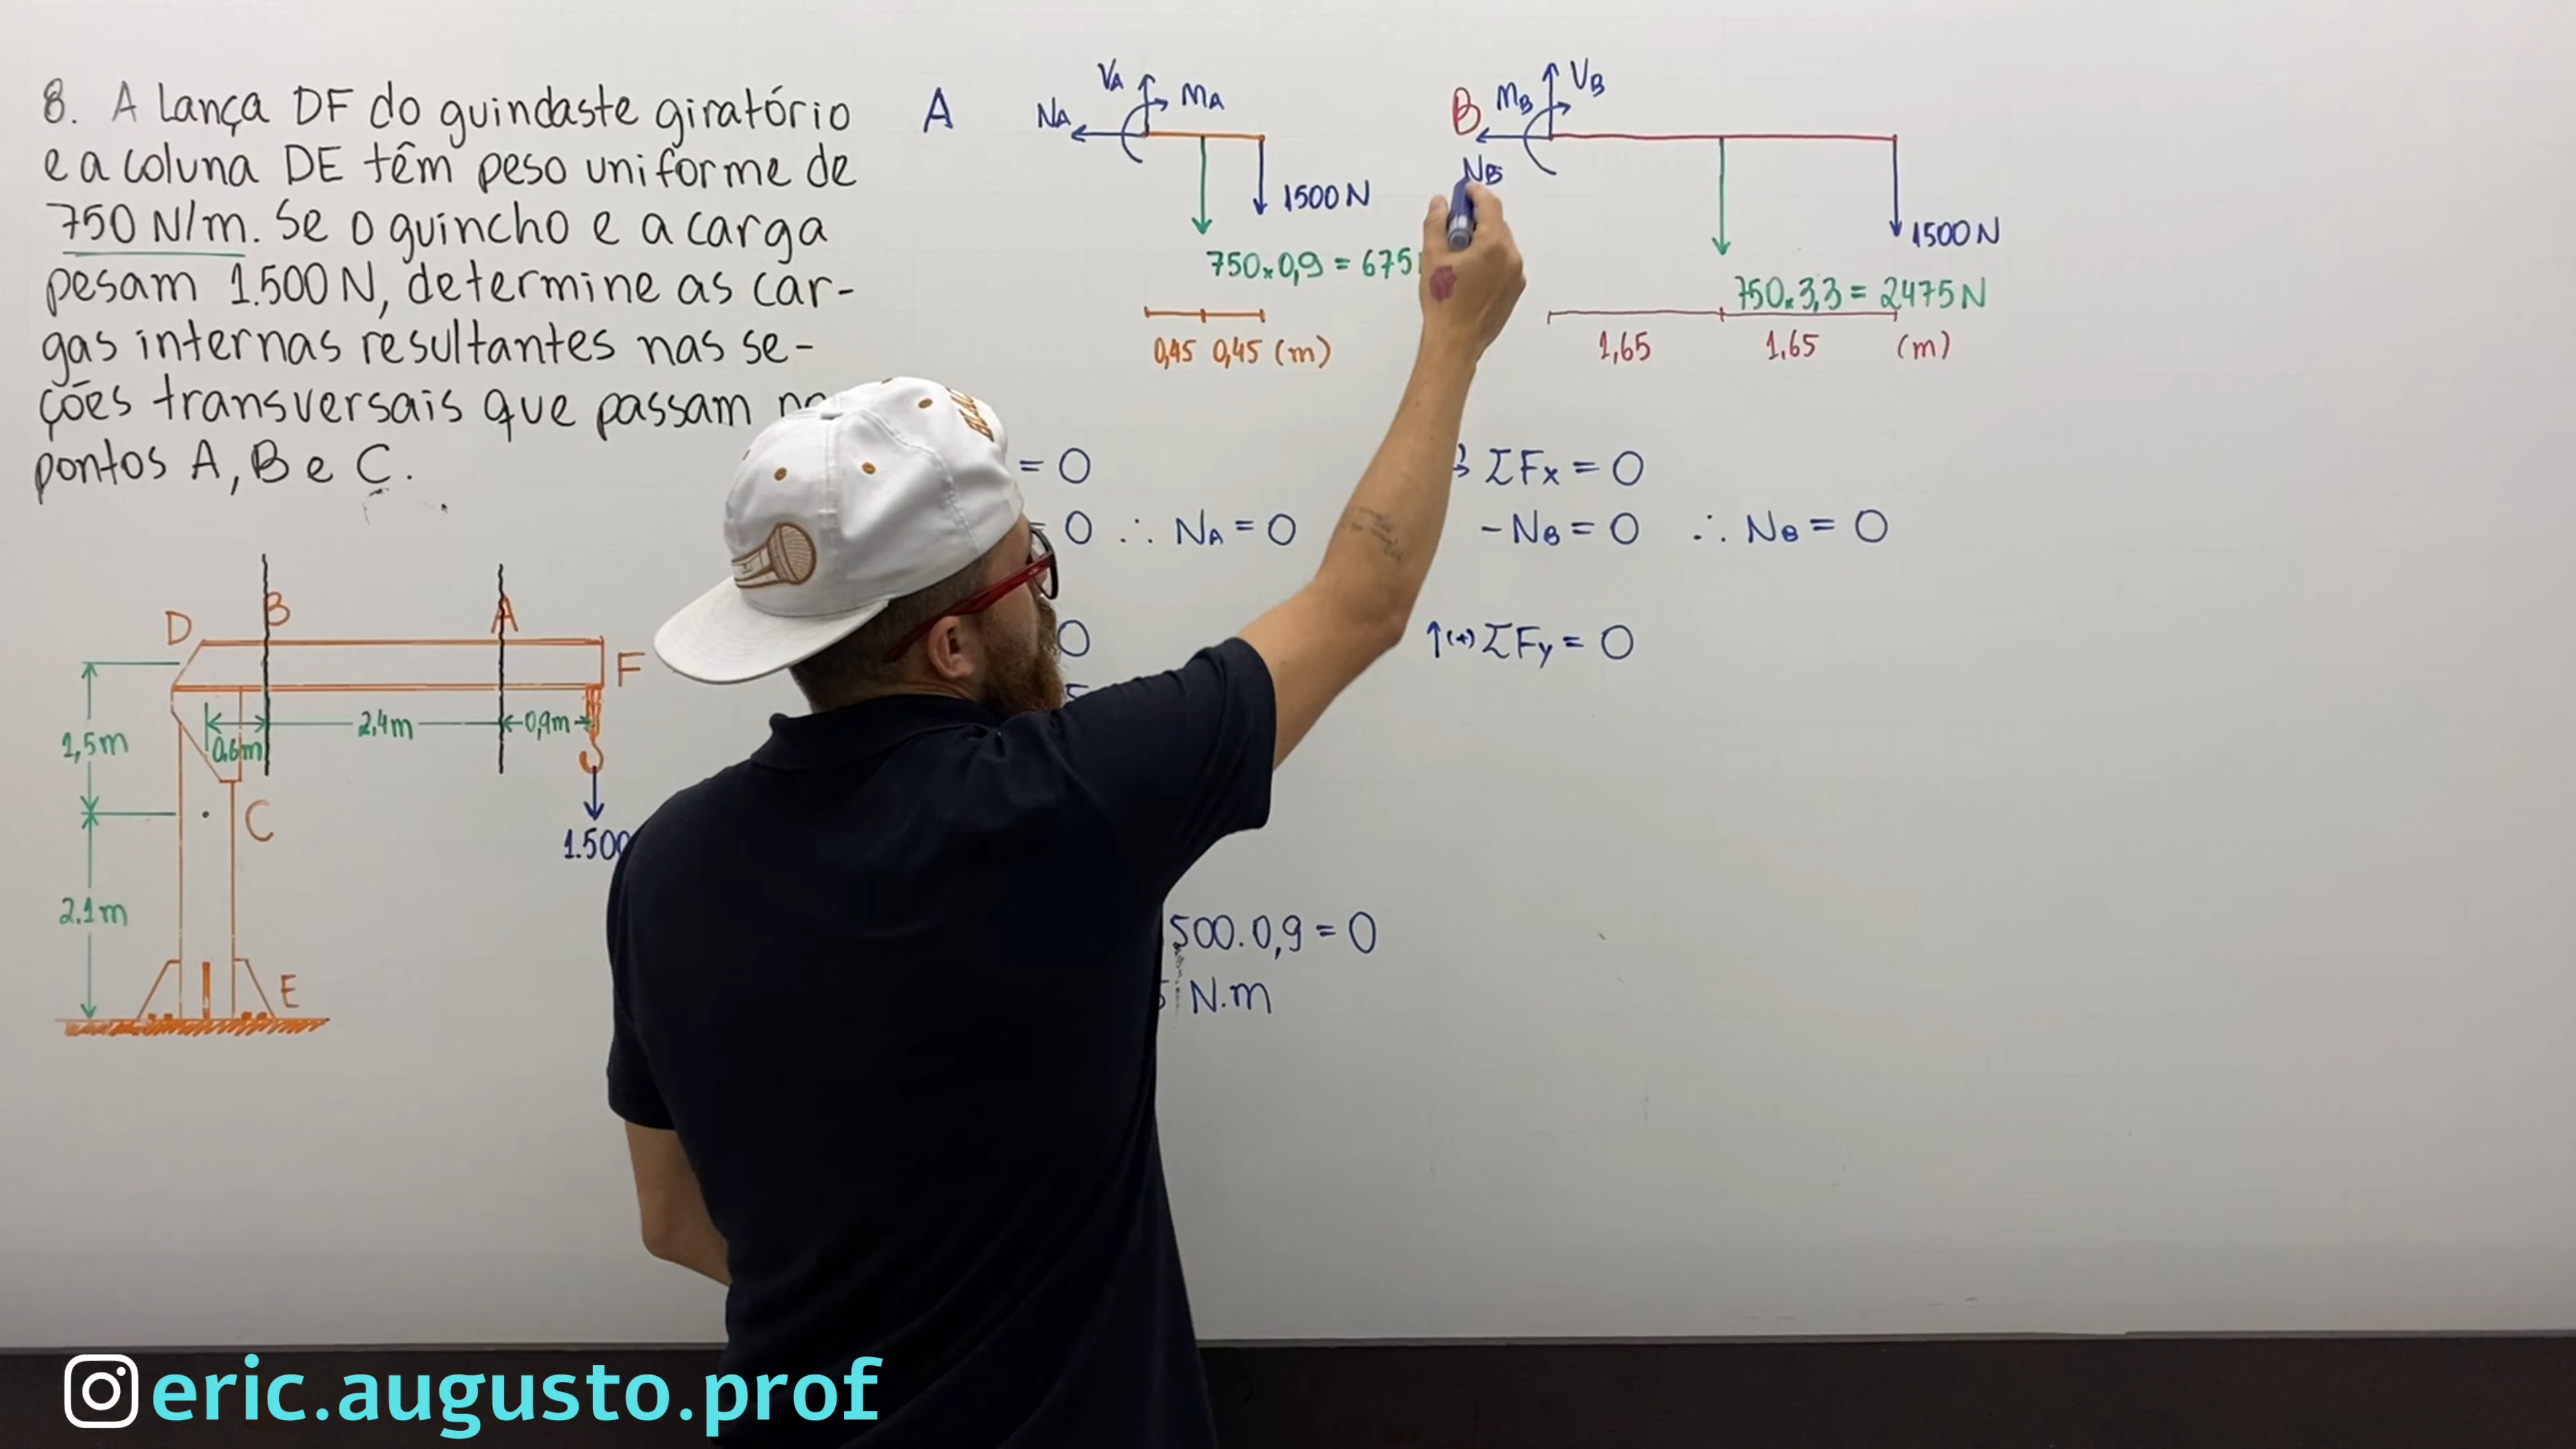 8. A Lança DF do guindaste giratório
e a coluna DE têm peso uniforme de
750 N/m. Se o guincho e a carga
pesam 1.500 N, determine as car-
gas internas resultantes nas se-
ções transversais que passam
pontos A, B e C.
D
B
A
F
1,5m
0,6m
2,4m
0,9m
C
1.500
2.1m
E
A
NA
VA
MA
1500 N
750 x 0,9 = 675
0,45 0,45 (m)
= 0
= 0 ∴ NA = 0
0
500.0,9 = 0
N.m
B
MB
VB
NB
1500 N
750 x 3,3 = 2475 N
1,65 1,65 (m)
ΣFx = 0
- NB = 0 ∴ NB = 0
↑(+) ΣFy = 0
eric.augusto.prof